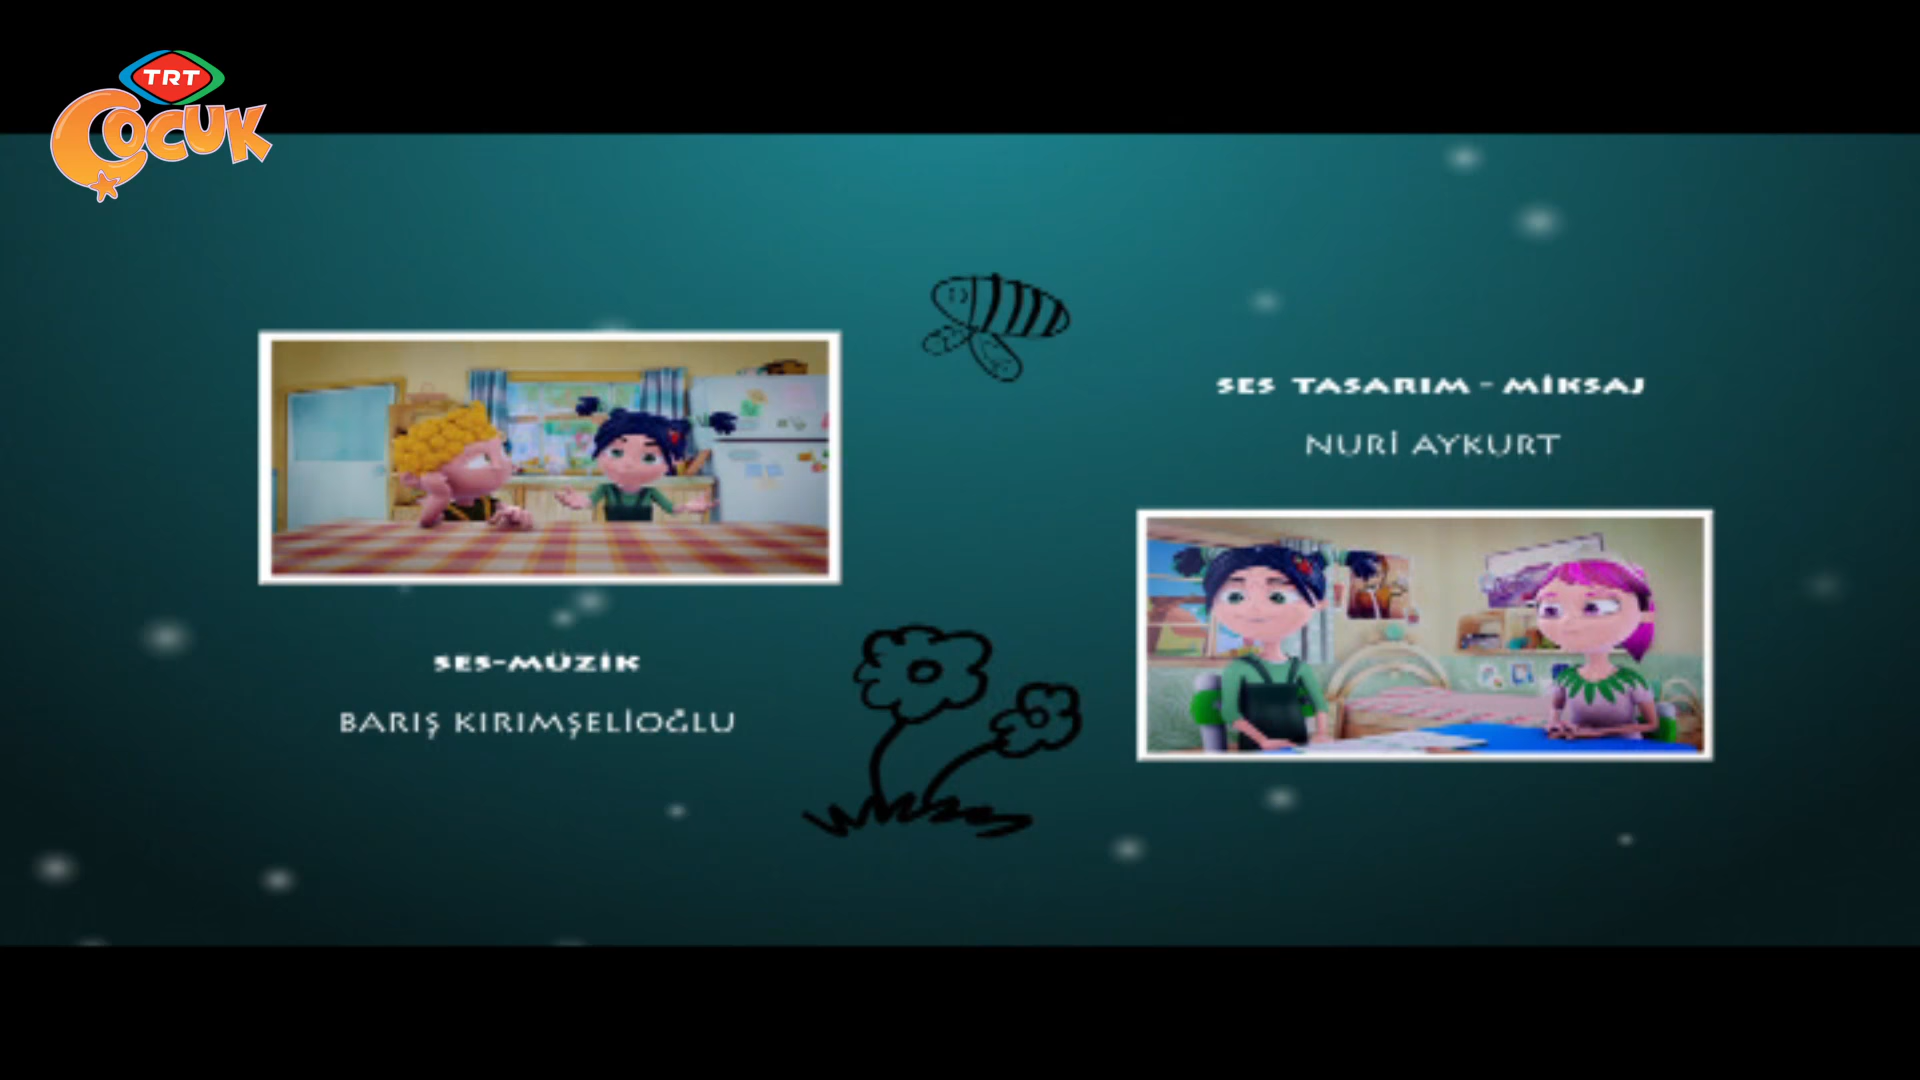 TRT
ÇOCUK
SES-MÜZİK
BARIŞ KIRIMŞELİOĞLU
SES TASARIM - MİKSAJ
NURİ AYKURT